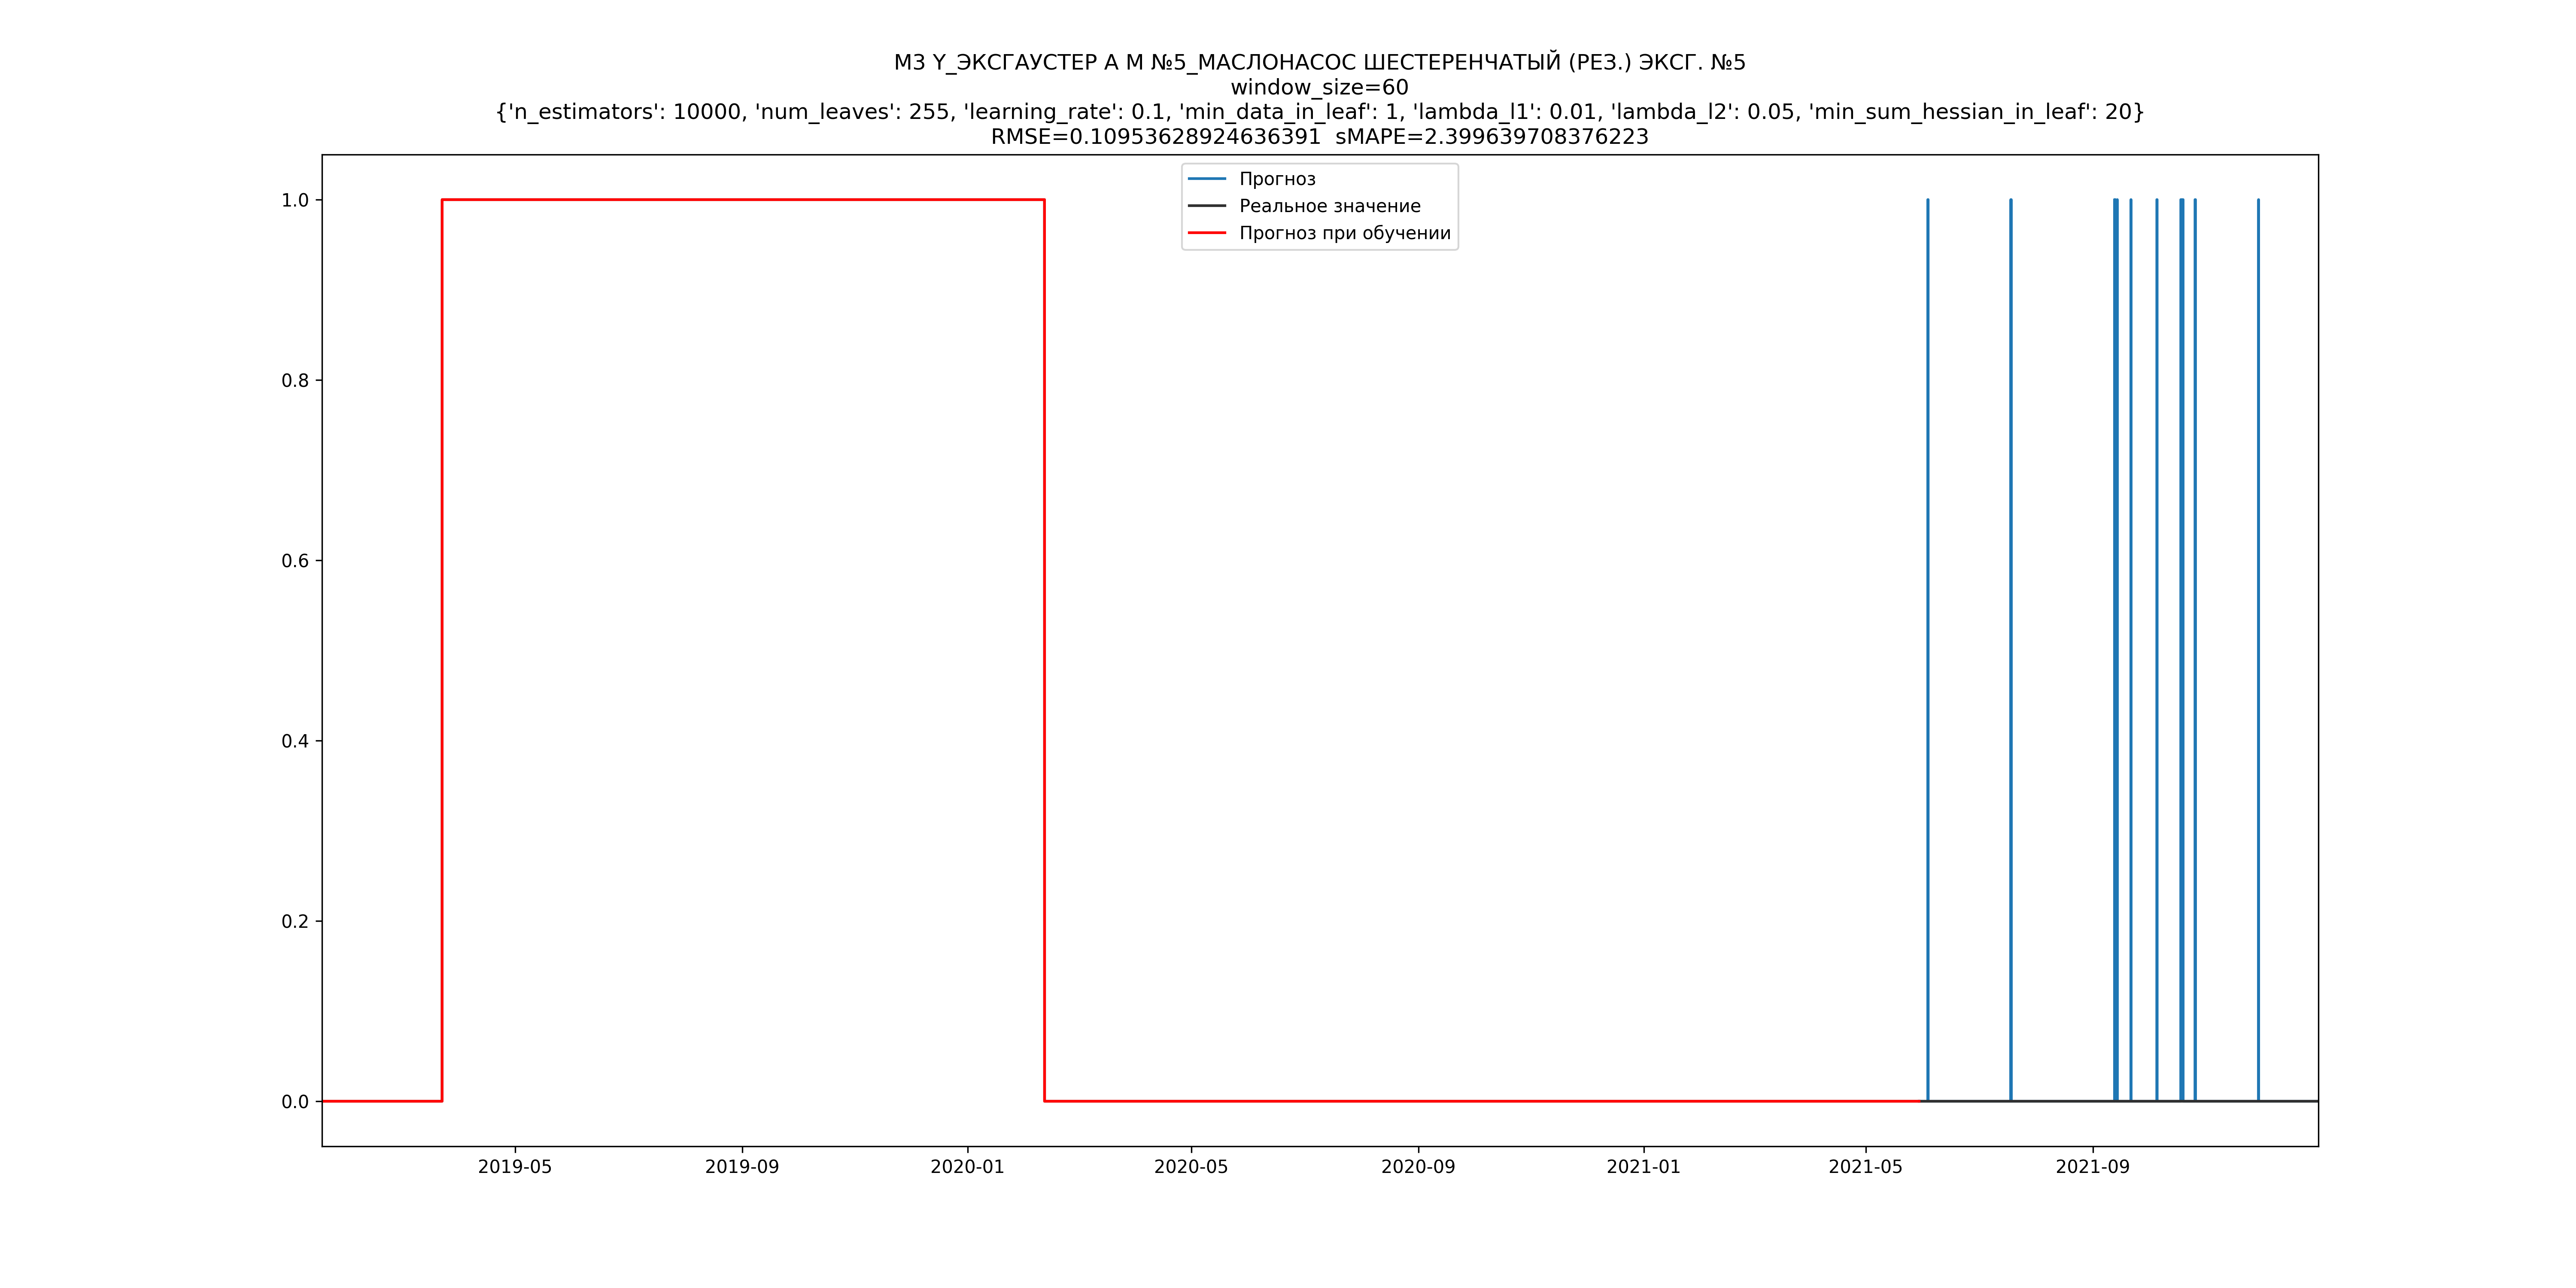 М3 Y_ЭКСГАУСТЕР А М №5_МАСЛОНАСОС ШЕСТЕРЕНЧАТЫЙ (РЕЗ.) ЭКСГ. №5
window_size=60
{'n_estimators': 10000, 'num_leaves': 255, 'learning_rate': 0.1, 'min_data_in_leaf': 1, 'lambda_l1': 0.01, 'lambda_l2': 0.05, 'min_sum_hessian_in_leaf': 20}
RMSE=0.10953628924636391 sMAPE=2.399639708376223
Прогноз
Реальное значение
Прогноз при обучении
1.0
0.8
0.6
0.4
0.2
0.0
2019-05 2019-09 2020-01 2020-05 2020-09 2021-01 2021-05 2021-09